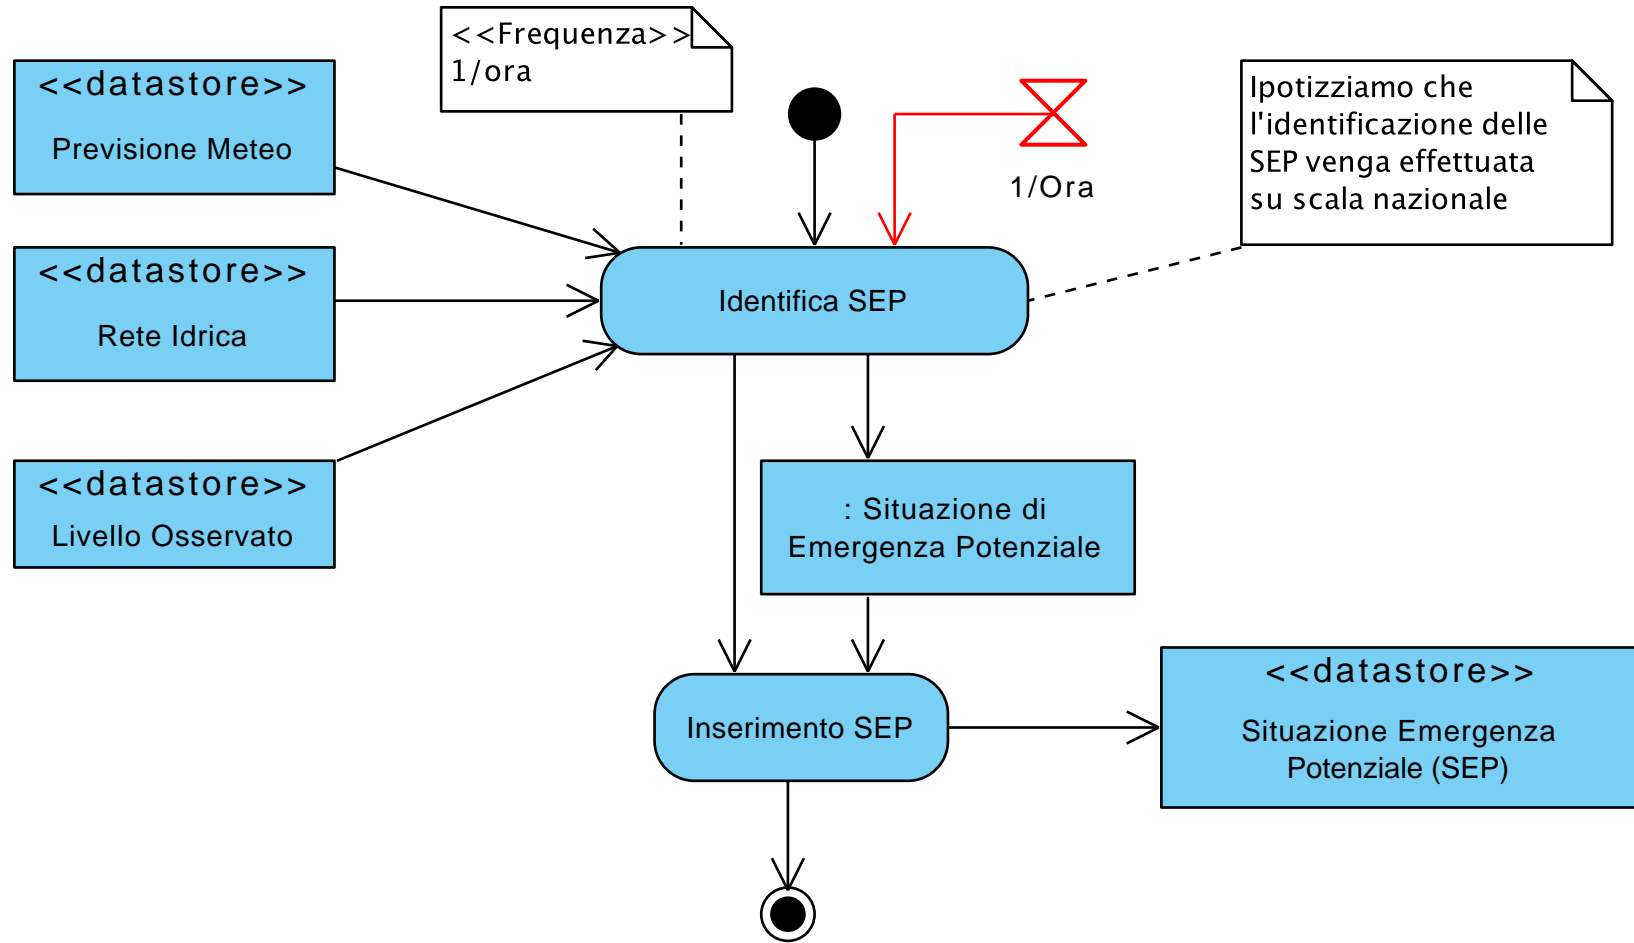 <<Frequenza>>
1/ora
<<datastore>>
Previsione Meteo
Ipotizziamo che
l'identificazione delle
SEP venga effettuata
su scala nazionale
1/Ora
<<datastore>>
Rete Idrica
Identifica SEP
<<datastore>>
Livello Osservato
: Situazione di
Emergenza Potenziale
Inserimento SEP
<<datastore>>
Situazione Emergenza
Potenziale (SEP)